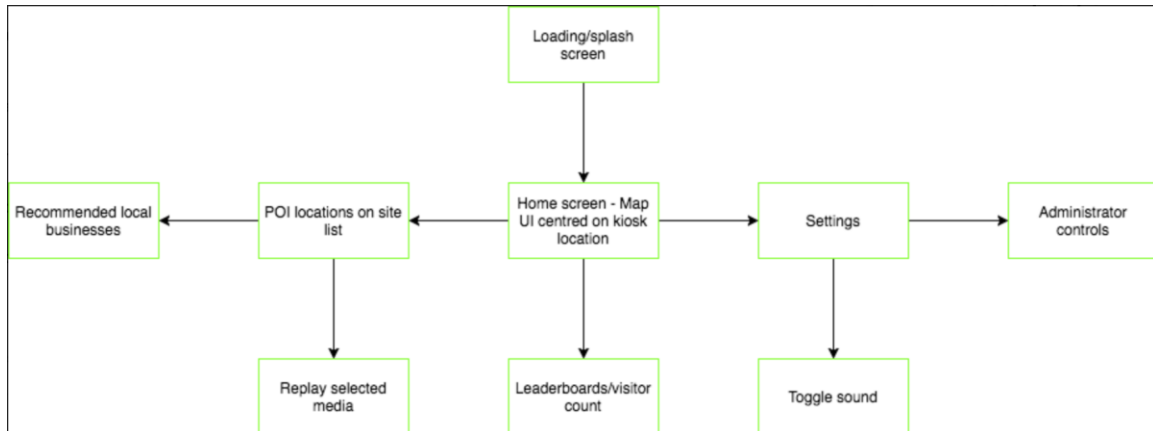 Loading/splash
screen
Recommended local
businesses
POI locations on site
list
Home screen - Map
UI centred on kiosk
location
Settings
Administrator
controls
Replay selected
media
Leaderboards/visitor
count
Toggle sound